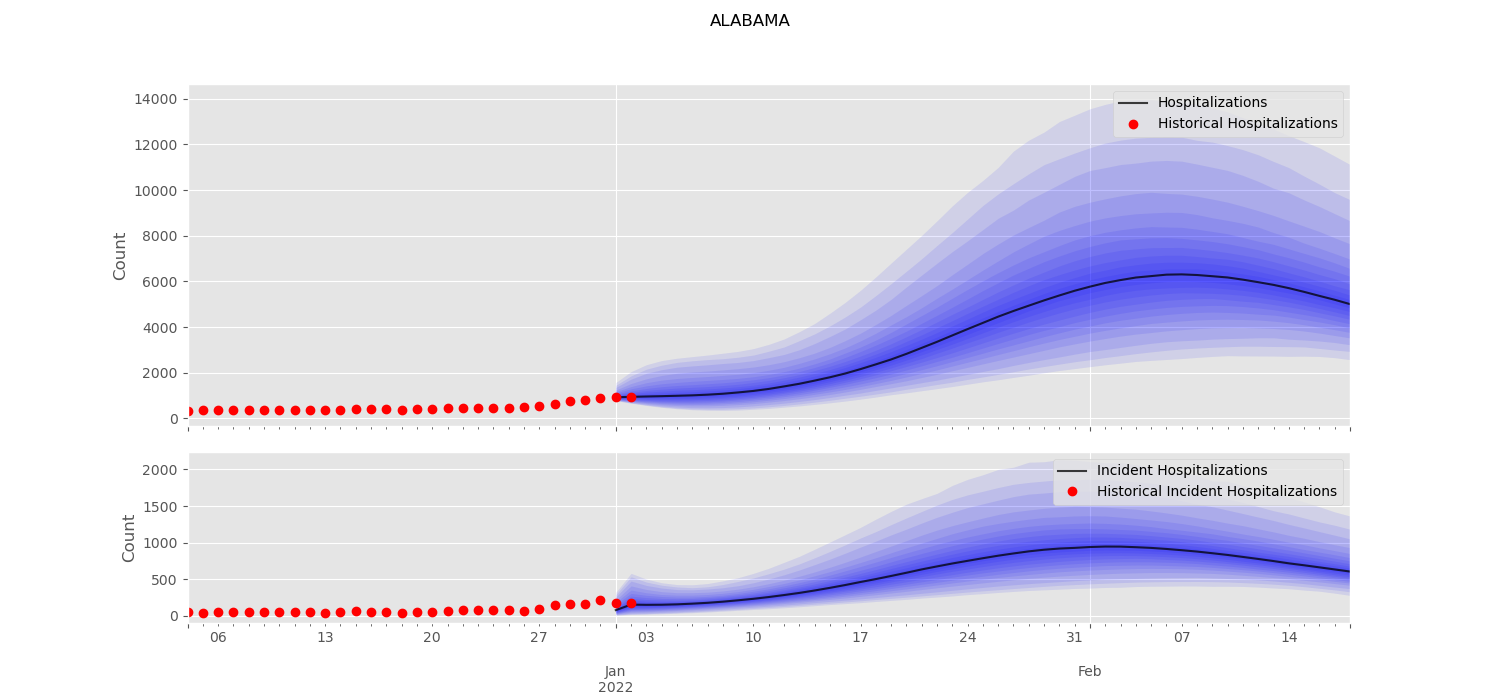 ALABAMA
14000
12000
10000
8000
6000
4000
2000
0
Count
Hospitalizations
Historical Hospitalizations
2000
1500
1000
500
0
Count
Incident Hospitalizations
Historical Incident Hospitalizations
06 13 20 27 03 10 17 24 31 07 14
Jan Feb
2022